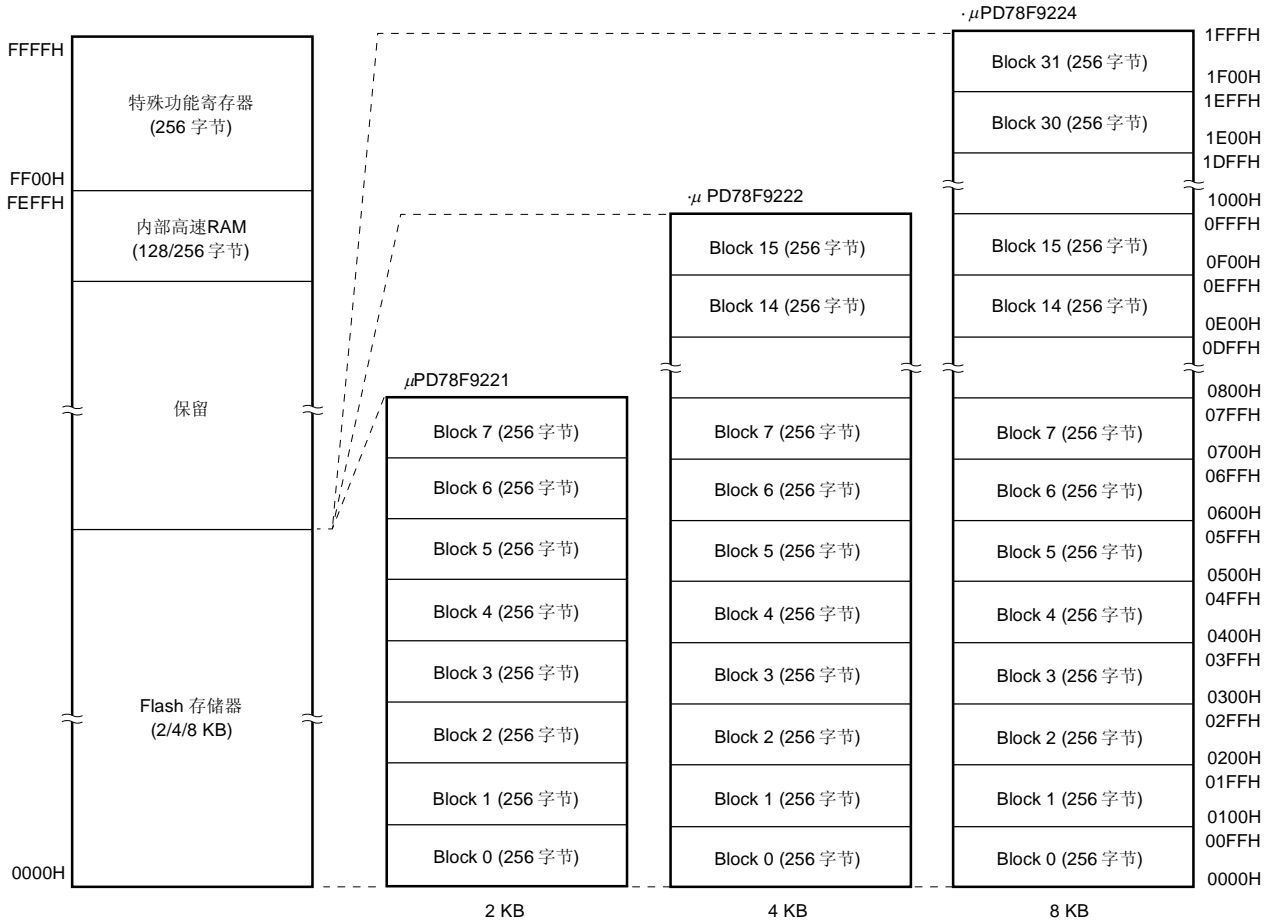 FFFFH
特殊功能寄存器
(256 字节)
FF00H
FEFFH
内部高速RAM
(128/256 字节)
保留
Flash 存储器
(2/4/8 KB)
0000H
μPD78F9221
Block 7 (256 字节)
Block 6 (256 字节)
Block 5 (256 字节)
Block 4 (256 字节)
Block 3 (256 字节)
Block 2 (256 字节)
Block 1 (256 字节)
Block 0 (256 字节)
2 KB
·μ PD78F9222
Block 15 (256 字节)
Block 14 (256 字节)
Block 7 (256 字节)
Block 6 (256 字节)
Block 5 (256 字节)
Block 4 (256 字节)
Block 3 (256 字节)
Block 2 (256 字节)
Block 1 (256 字节)
Block 0 (256 字节)
4 KB
·μPD78F9224
Block 31 (256 字节)
Block 30 (256 字节)
Block 15 (256 字节)
Block 14 (256 字节)
Block 7 (256 字节)
Block 6 (256 字节)
Block 5 (256 字节)
Block 4 (256 字节)
Block 3 (256 字节)
Block 2 (256 字节)
Block 1 (256 字节)
Block 0 (256 字节)
8 KB
1FFFH
1F00H
1EFFH
1E00H
1DFFH
1000H
0FFFH
0F00H
0EFFH
0E00H
0DFFH
0800H
07FFH
0700H
06FFH
0600H
05FFH
0500H
04FFH
0400H
03FFH
0300H
02FFH
0200H
01FFH
0100H
00FFH
0000H